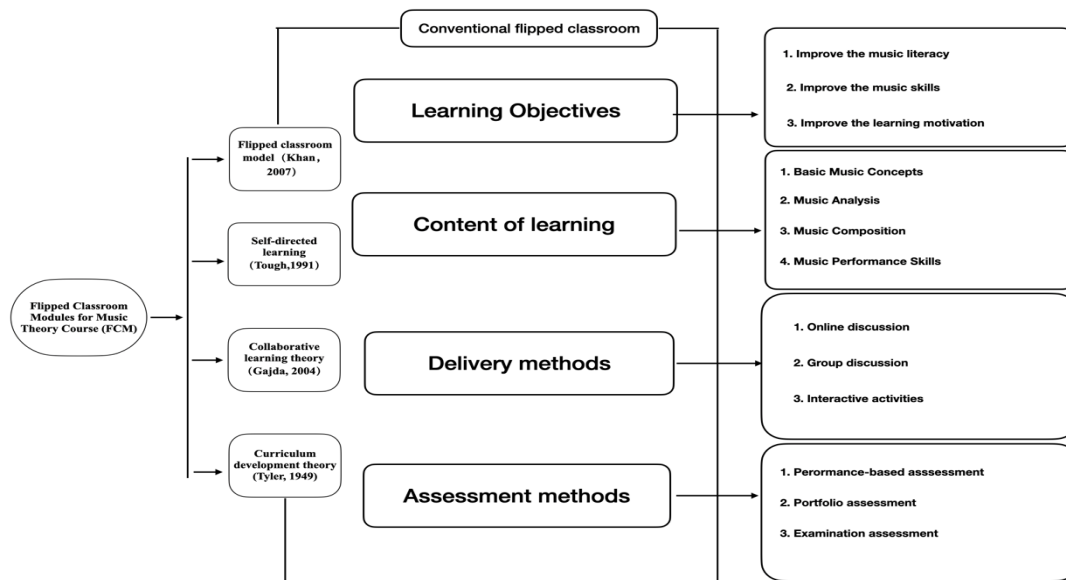 Conventional flipped classroom
Flipped Classroom
Modules for Music
Theory Course (FCM)
Flipped classroom
model（Khan，
2007）
Self-directed
learning
(Tough,1991)
Collaborative
learning theory
（Gajda, 2004）
Curriculum
development theory
(Tyler, 1949)
Learning Objectives
Content of learning
Delivery methods
Assessment methods
1. Improve the music literacy
2. Improve the music skills
3. Improve the learning motivation
1. Basic Music Concepts
2. Music Analysis
3. Music Composition
4. Music Performance Skills
1. Online discussion
2. Group discussion
3. Interactive activities
1. Perormance-based asssessment
2. Portfolio assessment
3. Examination assessment